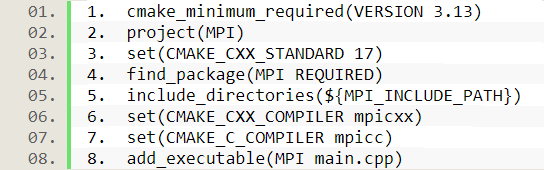 01. 1. cmake_minimum_required(VERSION 3.13)
02. 2. project(MPI)
03. 3. set(CMAKE_CXX_STANDARD 17)
04. 4. find_package(MPI REQUIRED)
05. 5. include_directories(${MPI_INCLUDE_PATH})
06. 6. set(CMAKE_CXX_COMPILER mpicxx)
07. 7. set(CMAKE_C_COMPILER mpicc)
08. 8. add_executable(MPI main.cpp)